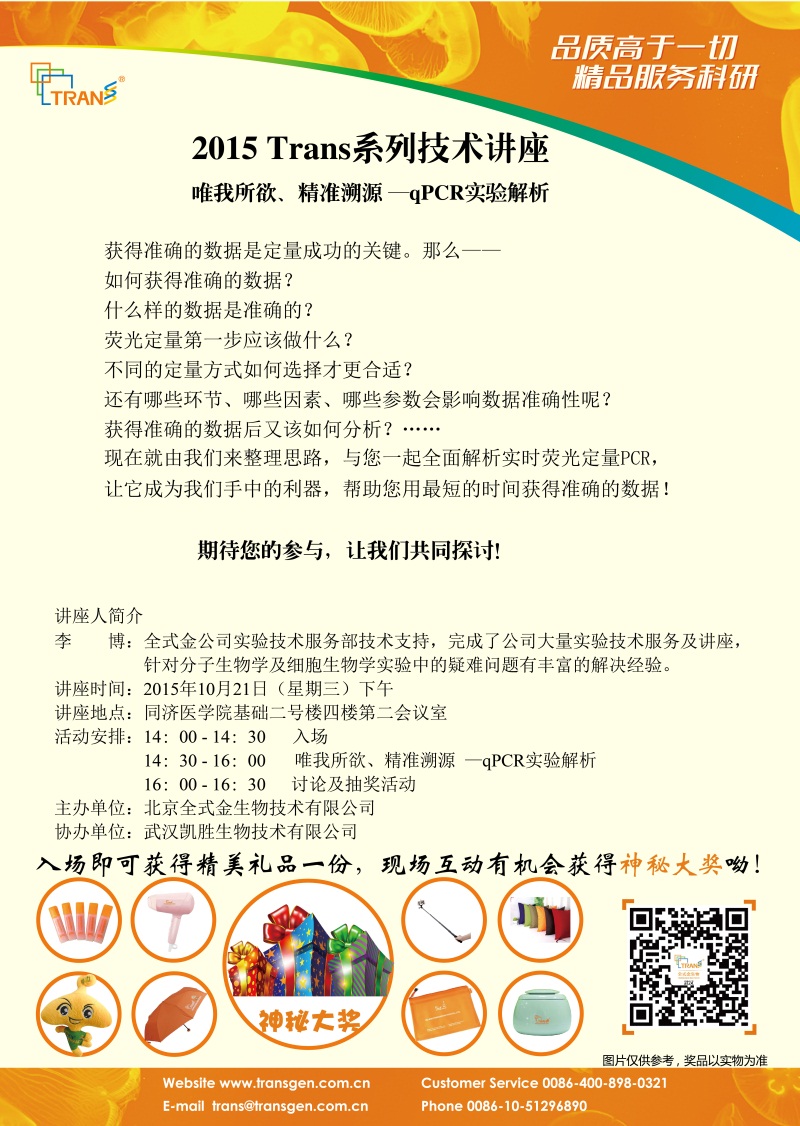 品质高于一切
精品服务科研
TRANS®
2015 Trans系列技术讲座
唯我所欲、精准溯源 —qPCR实验解析
获得准确的数据是定量成功的关键。那么——
如何获得准确的数据？
什么样的数据是准确的？
荧光定量第一步应该做什么？
不同的定量方式如何选择才更合适？
还有哪些环节、哪些因素、哪些参数会影响数据准确性呢？
获得准确的数据后又该如何分析？……
现在就由我们来整理思路，与您一起全面解析实时荧光定量PCR，
让它成为我们手中的利器，帮助您用最短的时间获得准确的数据！
期待您的参与，让我们共同探讨!
讲座人简介
李　　博：全式金公司实验技术服务部技术支持，完成了公司大量实验技术服务及讲座，
针对分子生物学及细胞生物学实验中的疑难问题有丰富的解决经验。
讲座时间：2015年10月21日（星期三）下午
讲座地点：同济医学院基础二号楼四楼第二会议室
活动安排：14：00 - 14：30　入场
14：30 - 16：00　唯我所欲、精准溯源 —qPCR实验解析
16：00 - 16：30　讨论及抽奖活动
主办单位：北京全式金生物技术有限公司
协办单位：武汉凯胜生物技术有限公司
入场即可获得精美礼品一份，现场互动有机会获得神秘大奖呦！
神秘大奖
TRANS
图片仅供参考，奖品以实物为准
Website www.transgen.com.cn
Customer Service 0086-400-898-0321
E-mail trans@transgen.com.cn
Phone 0086-10-51296890